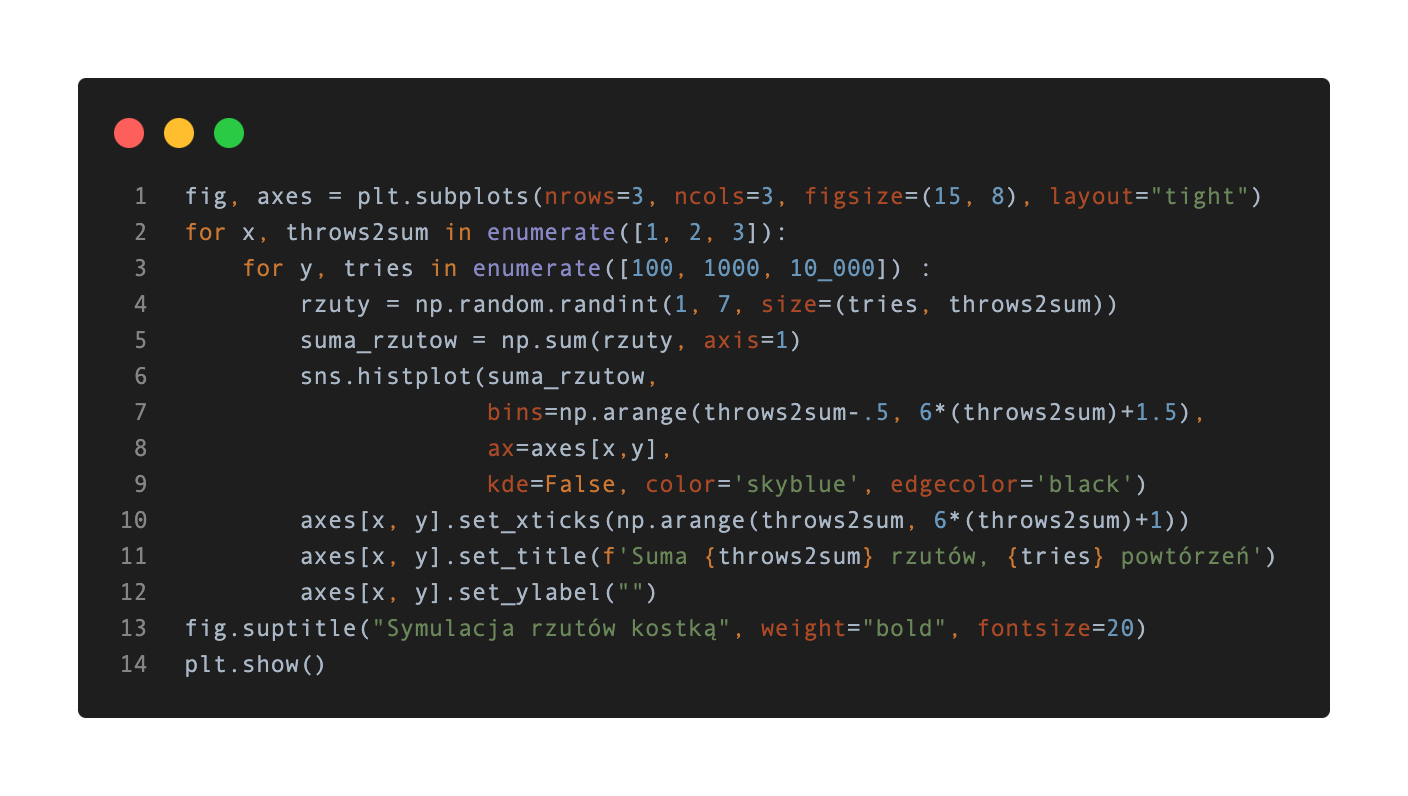 1 fig, axes = plt.subplots(nrows=3, ncols=3, figsize=(15, 8), layout="tight")
2 for x, throws2sum in enumerate([1, 2, 3]):
3     for y, tries in enumerate([100, 1000, 10_000]) :
4         rzuty = np.random.randint(1, 7, size=(tries, throws2sum))
5         suma_rzutow = np.sum(rzuty, axis=1)
6         sns.histplot(suma_rzutow,
7                      bins=np.arange(throws2sum-.5, 6*(throws2sum)+1.5),
8                      ax=axes[x,y],
9                      kde=False, color='skyblue', edgecolor='black')
10         axes[x, y].set_xticks(np.arange(throws2sum, 6*(throws2sum)+1))
11         axes[x, y].set_title(f'Suma {throws2sum} rzutów, {tries} powtórzeń')
12         axes[x, y].set_ylabel("")
13 fig.suptitle("Symulacja rzutów kostką", weight="bold", fontsize=20)
14 plt.show()